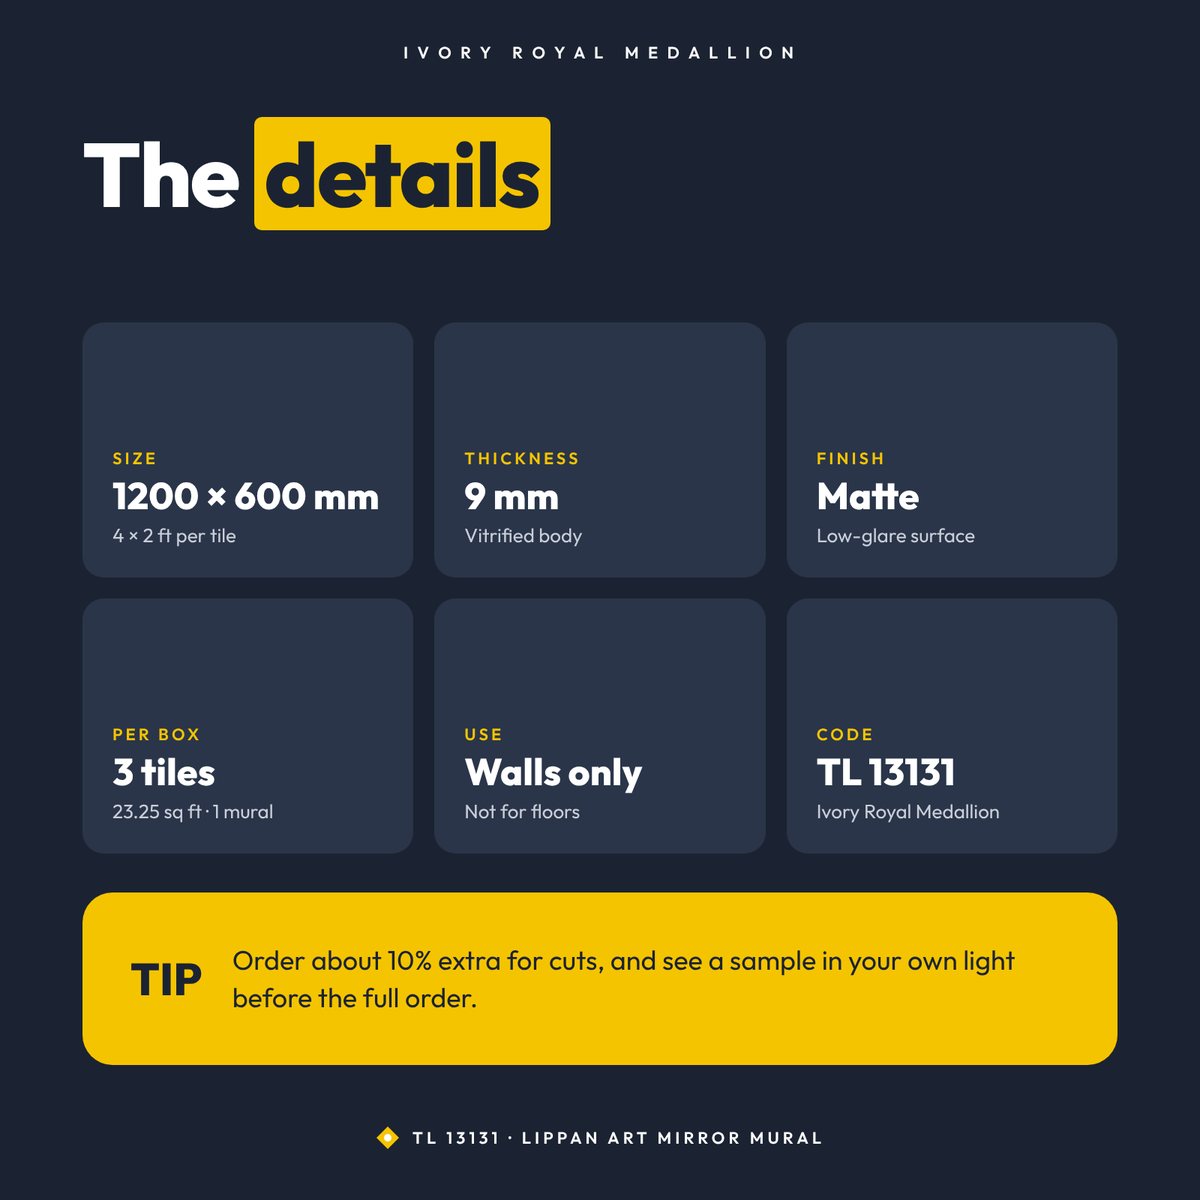 IVORY ROYAL MEDALLION
The details
SIZE
1200 × 600 mm
4 × 2 ft per tile
THICKNESS
9 mm
Vitrified body
FINISH
Matte
Low-glare surface
PER BOX
3 tiles
23.25 sq ft · 1 mural
USE
Walls only
Not for floors
CODE
TL 13131
Ivory Royal Medallion
TIP
Order about 10% extra for cuts, and see a sample in your own light
before the full order.
TL 13131 · LIPPAN ART MIRROR MURAL